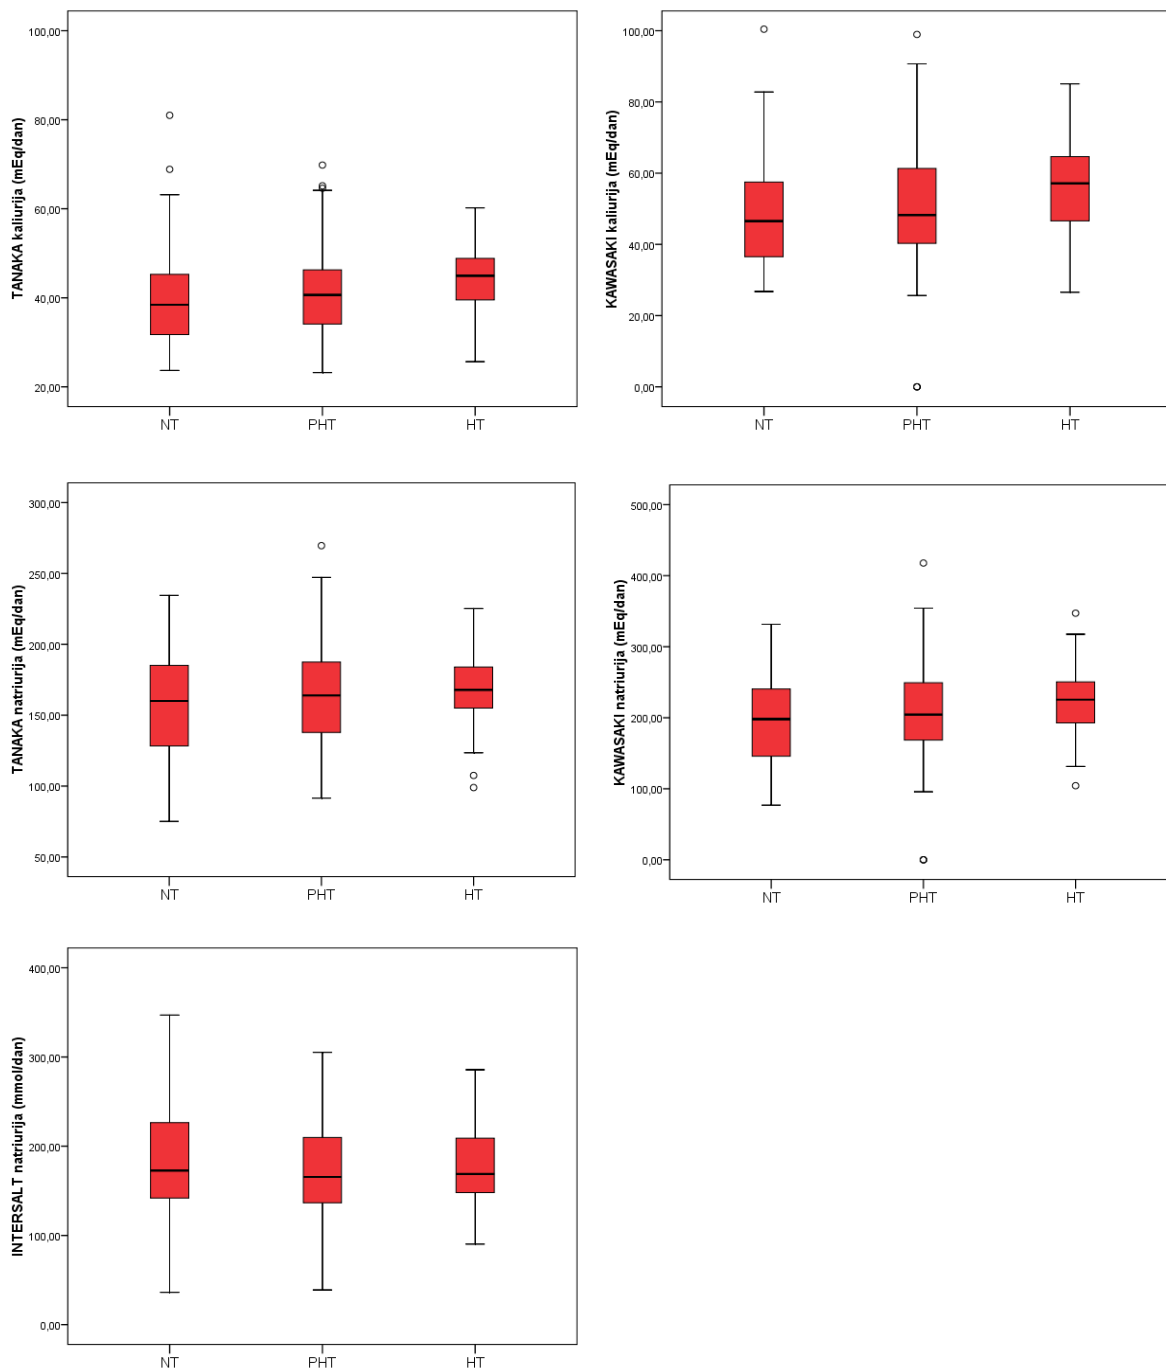 TANAKA kaliurija (mEq/dan)
100,00
80,00
60,00
40,00
20,00
NT PHT HT
KAWASAKI kaliurija (mEq/dan)
100,00
80,00
60,00
40,00
20,00
0,00
NT PHT HT
TANAKA natriurija (mEq/dan)
300,00
250,00
200,00
150,00
100,00
50,00
NT PHT HT
KAWASAKI natriurija (mEq/dan)
500,00
400,00
300,00
200,00
100,00
0,00
NT PHT HT
INTERSALT natriurija (mmol/dan)
400,00
300,00
200,00
100,00
0,00
NT PHT HT